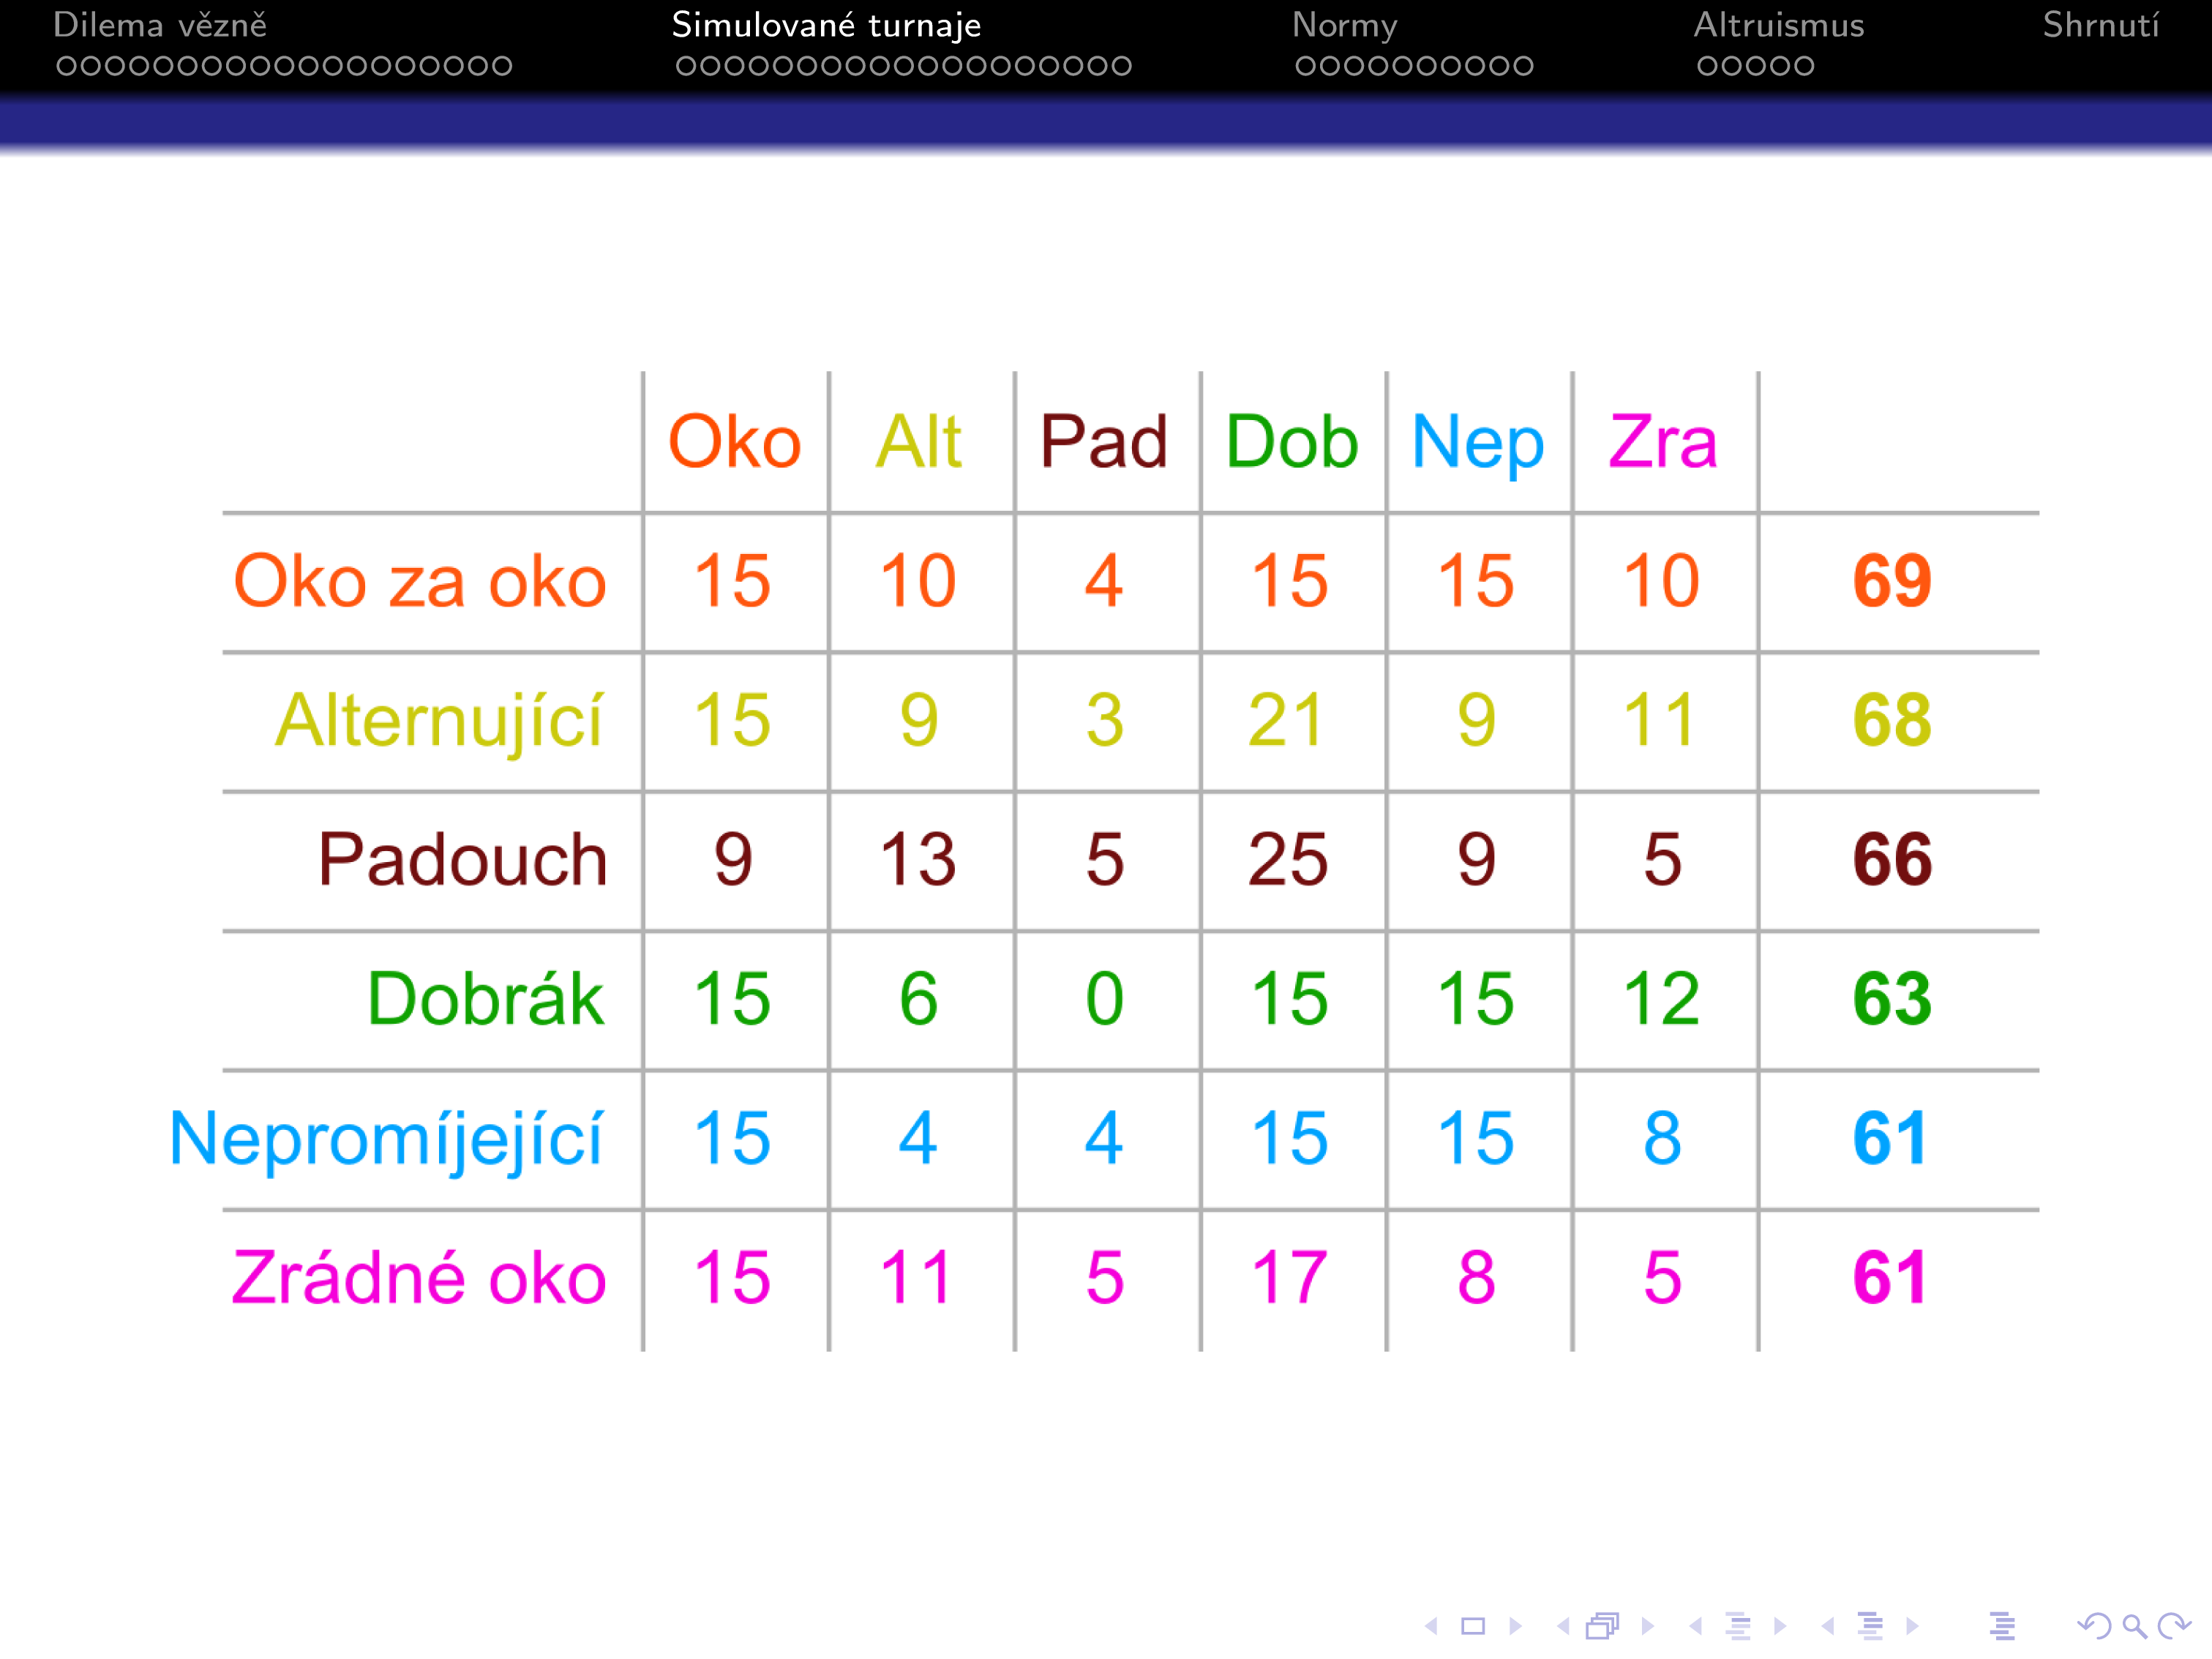 Dilema vězně Simulované turnaje Normy Altruismus Shrnutí
Oko Alt Pad Dob Nep Zra
Oko za oko 15 10 4 15 15 10 69
Alternující 15 9 3 21 9 11 68
Padouch 9 13 5 25 9 5 66
Dobrák 15 6 0 15 15 12 63
Nepromíjející 15 4 4 15 15 8 61
Zrádné oko 15 11 5 17 8 5 61